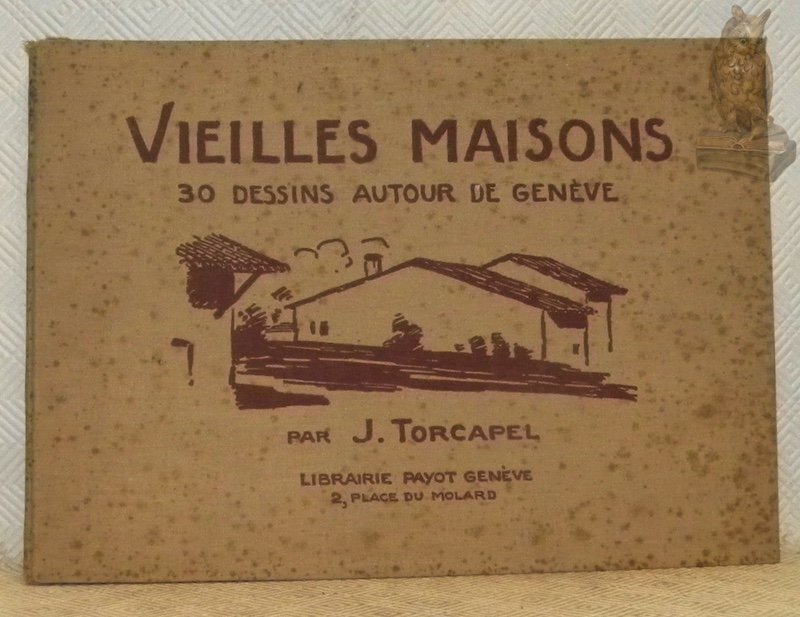 VIEILLES MAISONS
30 DESSINS AUTOUR DE GENÈVE
PAR J. TORCAPEL
LIBRAIRIE PAYOT GENÈVE
2, PLACE DU MOLARD